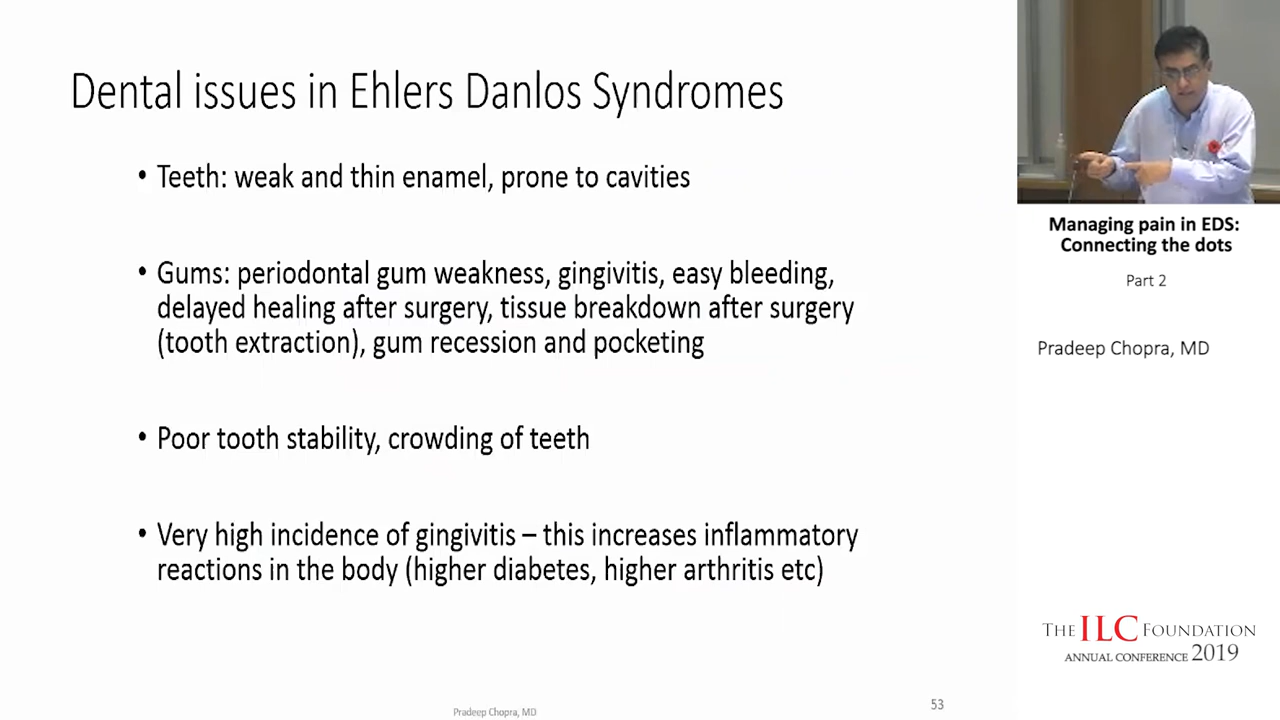 Dental issues in Ehlers Danlos Syndromes
• Teeth: weak and thin enamel, prone to cavities
• Gums: periodontal gum weakness, gingivitis, easy bleeding,
delayed healing after surgery, tissue breakdown after surgery
(tooth extraction), gum recession and pocketing
• Poor tooth stability, crowding of teeth
• Very high incidence of gingivitis – this increases inflammatory
reactions in the body (higher diabetes, higher arthritis etc)
Pradeep Chopra, MD
53
Managing pain in EDS:
Connecting the dots
Part 2
Pradeep Chopra, MD
THE ILC FOUNDATION
ANNUAL CONFERENCE 2019